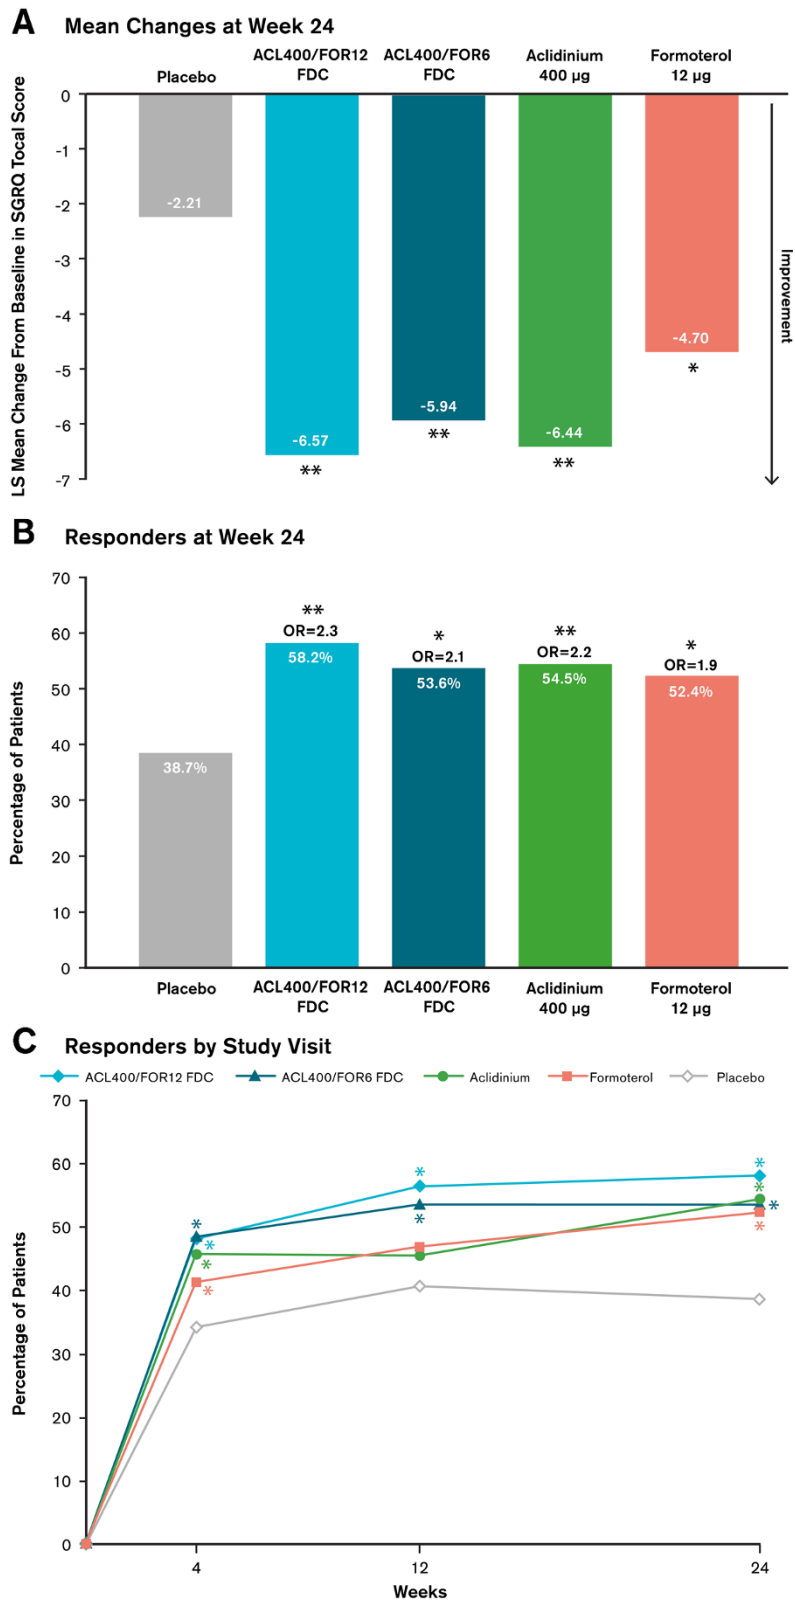 A Mean Changes at Week 24
Placebo
ACL400/FOR12
FDC
ACL400/FOR6
FDC
Aclidinium
400 µg
Formoterol
12 µg
LS Mean Change From Baseline in SGRQ Tocal Score
0
-1
-2
-3
-4
-5
-6
-7
-2.21
-6.57
**
-5.94
**
-6.44
**
-4.70
*
Improvement
B Responders at Week 24
Percentage of Patients
70
60
50
40
30
20
10
0
38.7%
**
OR=2.3
58.2%
*
OR=2.1
53.6%
**
OR=2.2
54.5%
*
OR=1.9
52.4%
Placebo
ACL400/FOR12
FDC
ACL400/FOR6
FDC
Aclidinium
400 µg
Formoterol
12 µg
C Responders by Study Visit
ACL400/FOR12 FDC ACL400/FOR6 FDC Aclidinium Formoterol Placebo
Percentage of Patients
70
60
50
40
30
20
10
0
*
*
*
*
*
*
*
*
*
*
4 12 24
Weeks